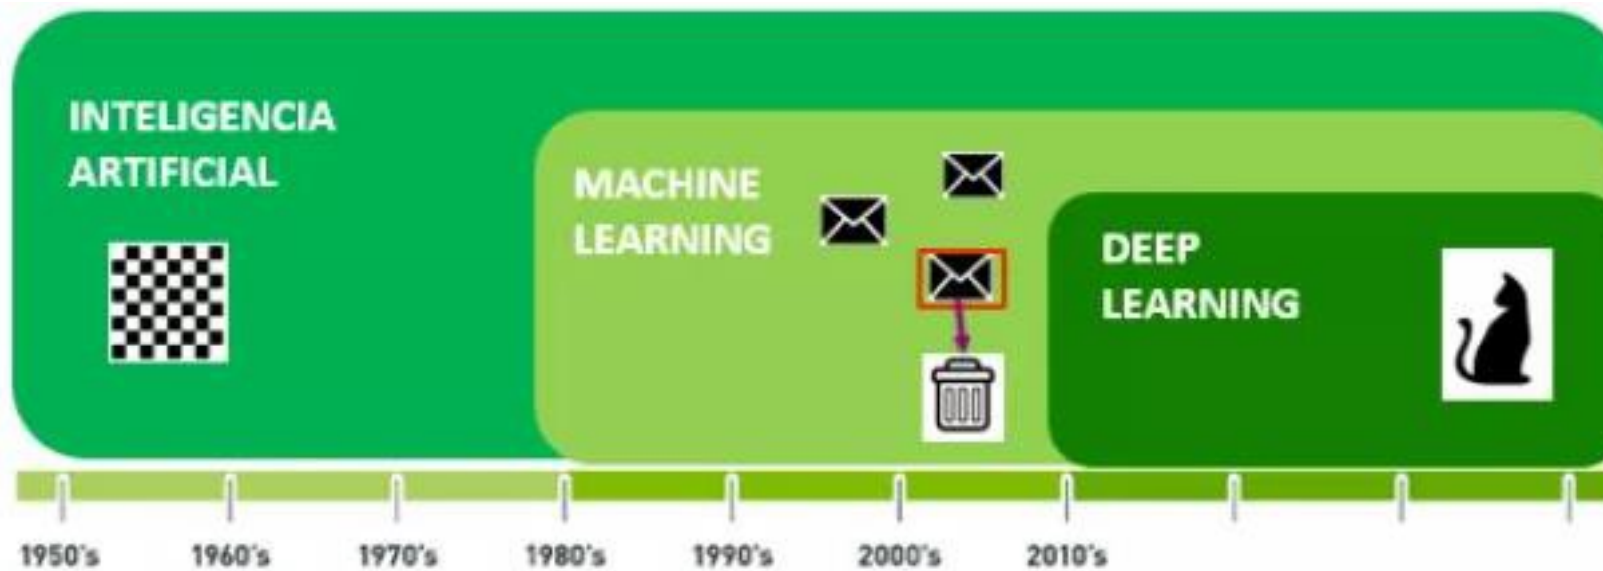 INTELIGENCIA
ARTIFICIAL
MACHINE
LEARNING
DEEP
LEARNING
1950's 1960's 1970's 1980's 1990's 2000's 2010's